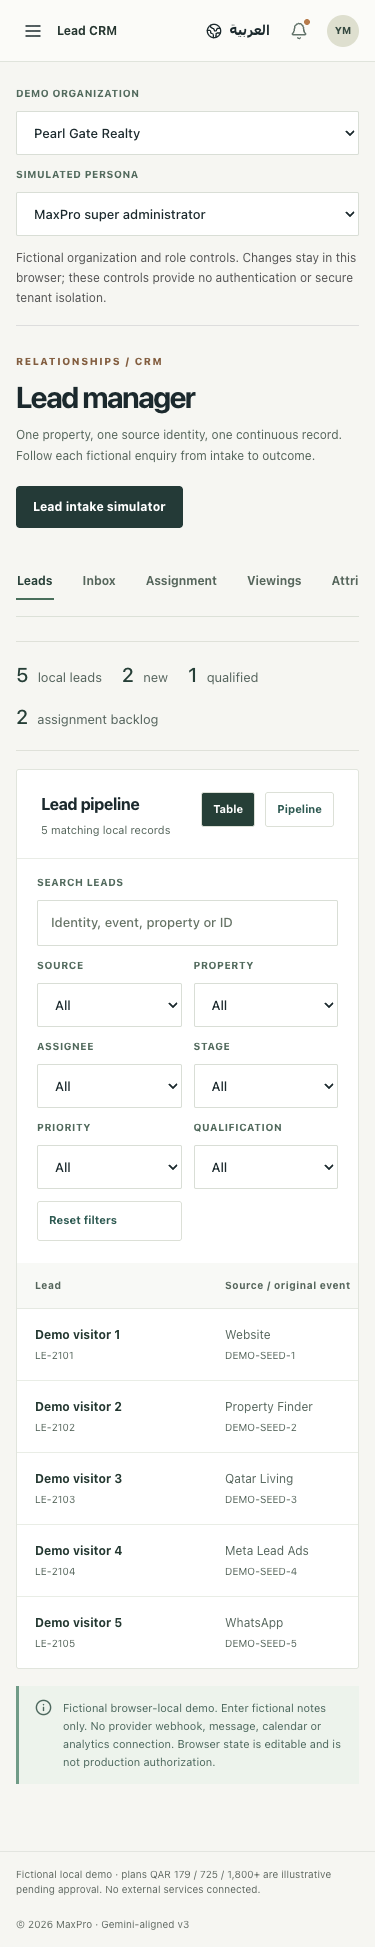 Lead CRM
العربية
YM
DEMO ORGANIZATION
Pearl Gate Realty
SIMULATED PERSONA
MaxPro super administrator
Fictional organization and role controls. Changes stay in this
browser; these controls provide no authentication or secure
tenant isolation.
RELATIONSHIPS / CRM
Lead manager
One property, one source identity, one continuous record.
Follow each fictional enquiry from intake to outcome.
Lead intake simulator
Leads Inbox Assignment Viewings Attri
5 local leads 2 new 1 qualified
2 assignment backlog
Lead pipeline
5 matching local records
Table Pipeline
SEARCH LEADS
Identity, event, property or ID
SOURCE PROPERTY
All All
ASSIGNEE STAGE
All All
PRIORITY QUALIFICATION
All All
Reset filters
Lead Source / original event
Demo visitor 1 Website
LE-2101 DEMO-SEED-1
Demo visitor 2 Property Finder
LE-2102 DEMO-SEED-2
Demo visitor 3 Qatar Living
LE-2103 DEMO-SEED-3
Demo visitor 4 Meta Lead Ads
LE-2104 DEMO-SEED-4
Demo visitor 5 WhatsApp
LE-2105 DEMO-SEED-5
Fictional browser-local demo. Enter fictional notes
only. No provider webhook, message, calendar or
analytics connection. Browser state is editable and is
not production authorization.
Fictional local demo · plans QAR 179 / 725 / 1,800+ are illustrative
pending approval. No external services connected.
© 2026 MaxPro · Gemini-aligned v3